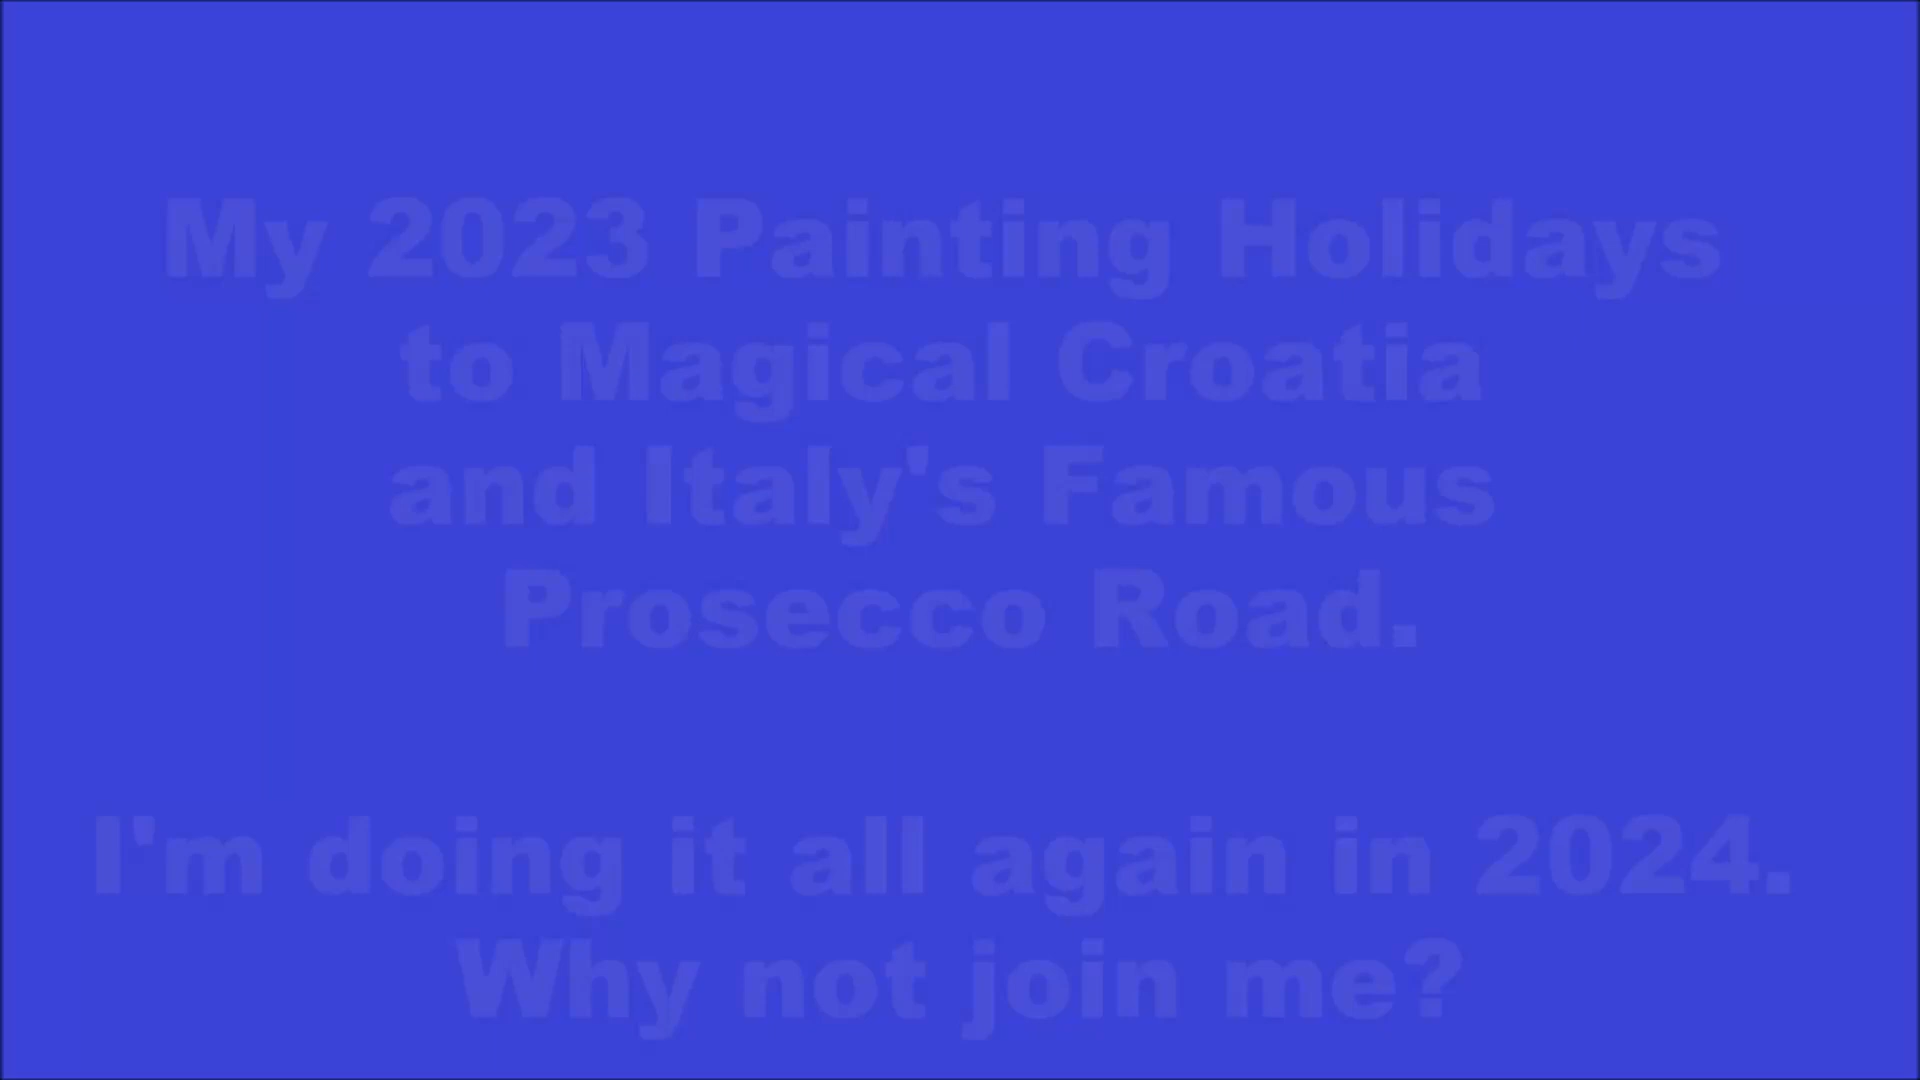 My 2023 Painting Holidays
to Magical Croatia
and Italy's Famous
Prosecco Road.
I'm doing it all again in 2024.
Why not join me?